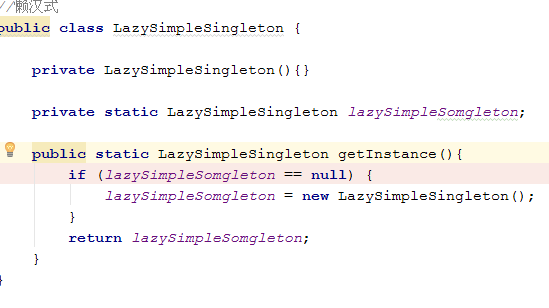 //懒汉式
public class LazySimpleSingleton {
private LazySimpleSingleton(){}
private static LazySimpleSingleton lazySimpleSomgleton;
public static LazySimpleSingleton getInstance(){
if (lazySimpleSomgleton == null) {
lazySimpleSomgleton = new LazySimpleSingleton();
}
return lazySimpleSomgleton;
}
}